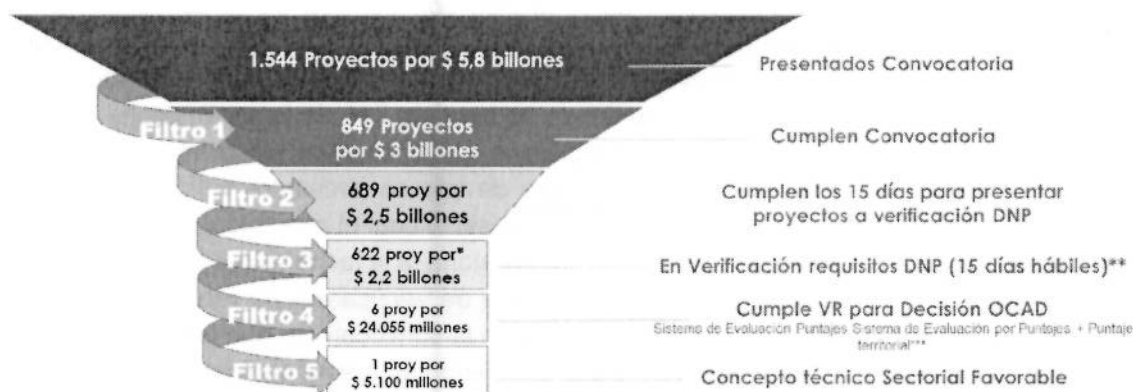 1.544 Proyectos por $ 5,8 billones
Presentados Convocatoria
Filtro 1
849 Proyectos
por $ 3 billones
Cumplen Convocatoria
Filtro 2
689 proy por
$ 2,5 billones
Cumplen los 15 días para presentar
proyectos a verificación DNP
Filtro 3
622 proy por*
$ 2,2 billones
En Verificación requisitos DNP (15 días hábiles)**
Filtro 4
6 proy por
$ 24.055 millones
Cumple VR para Decisión OCAD
Sistema de Evaluación Puntajes Sistema de Evaluación por Puntajes + Puntaje
territorial***
Filtro 5
1 proy por
$ 5.100 millones
Concepto técnico Sectorial Favorable